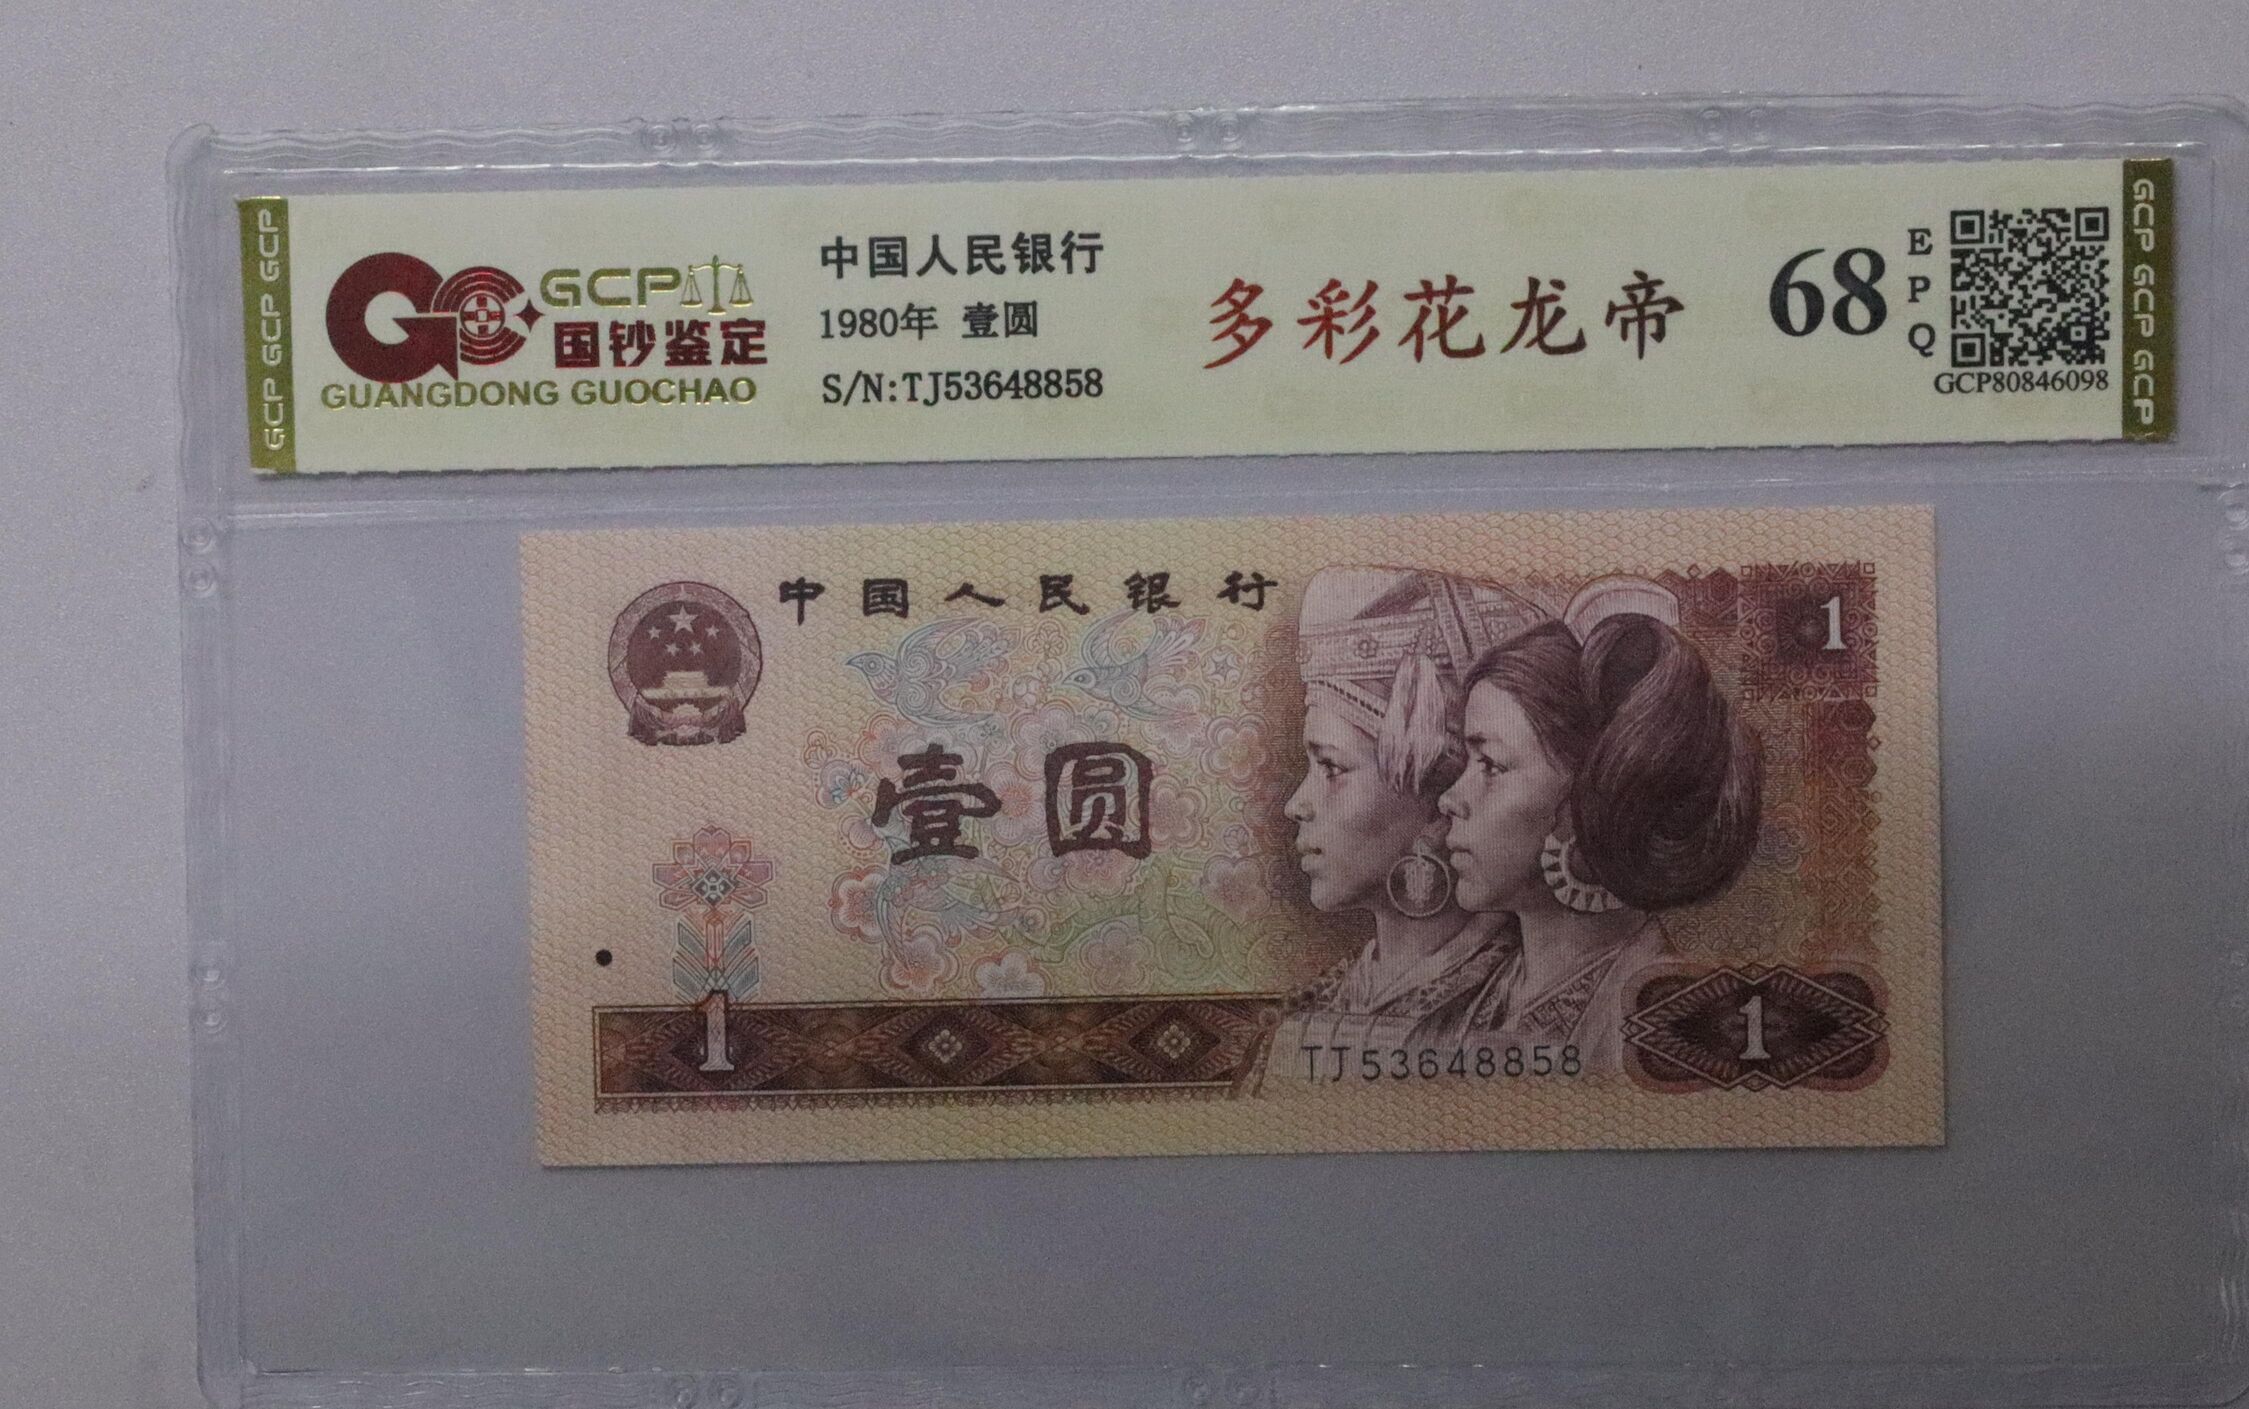 GCP GCP GCP
GCP
国钞鉴定
GUANGDONG GUOCHAO
中国人民银行
1980年 壹圆
S/N:TJ53648858
多彩花龙帝
68
EPQ
GCP80846098
GCP GCP GCP
中国人民银行
1
壹圆
1
TJ53648858
1